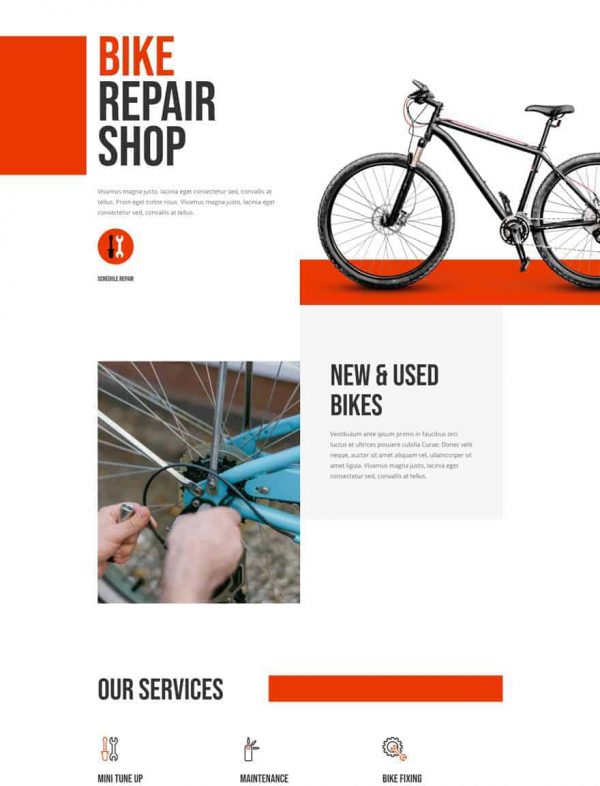 BIKE
REPAIR
SHOP
Vivamus magna justo, lacinia eget consectetur sed, convallis at
tellus. Proin eget tortor risus. Vivamus magna justo, lacinia eget
consectetur sed, convallis at tellus.
SCHEDULE REPAIR
NEW & USED
BIKES
Vestibulum ante ipsum primis in faucibus orci
luctus et ultrices posuere cubilia Curae; Donec velit
neque, auctor sit amet aliquam vel, ullamcorper sit
amet ligula. Vivamus magna justo, lacinia eget
consectetur sed, convallis at tellus.
OUR SERVICES
MINI TUNE UP
MAINTENANCE
BIKE FIXING